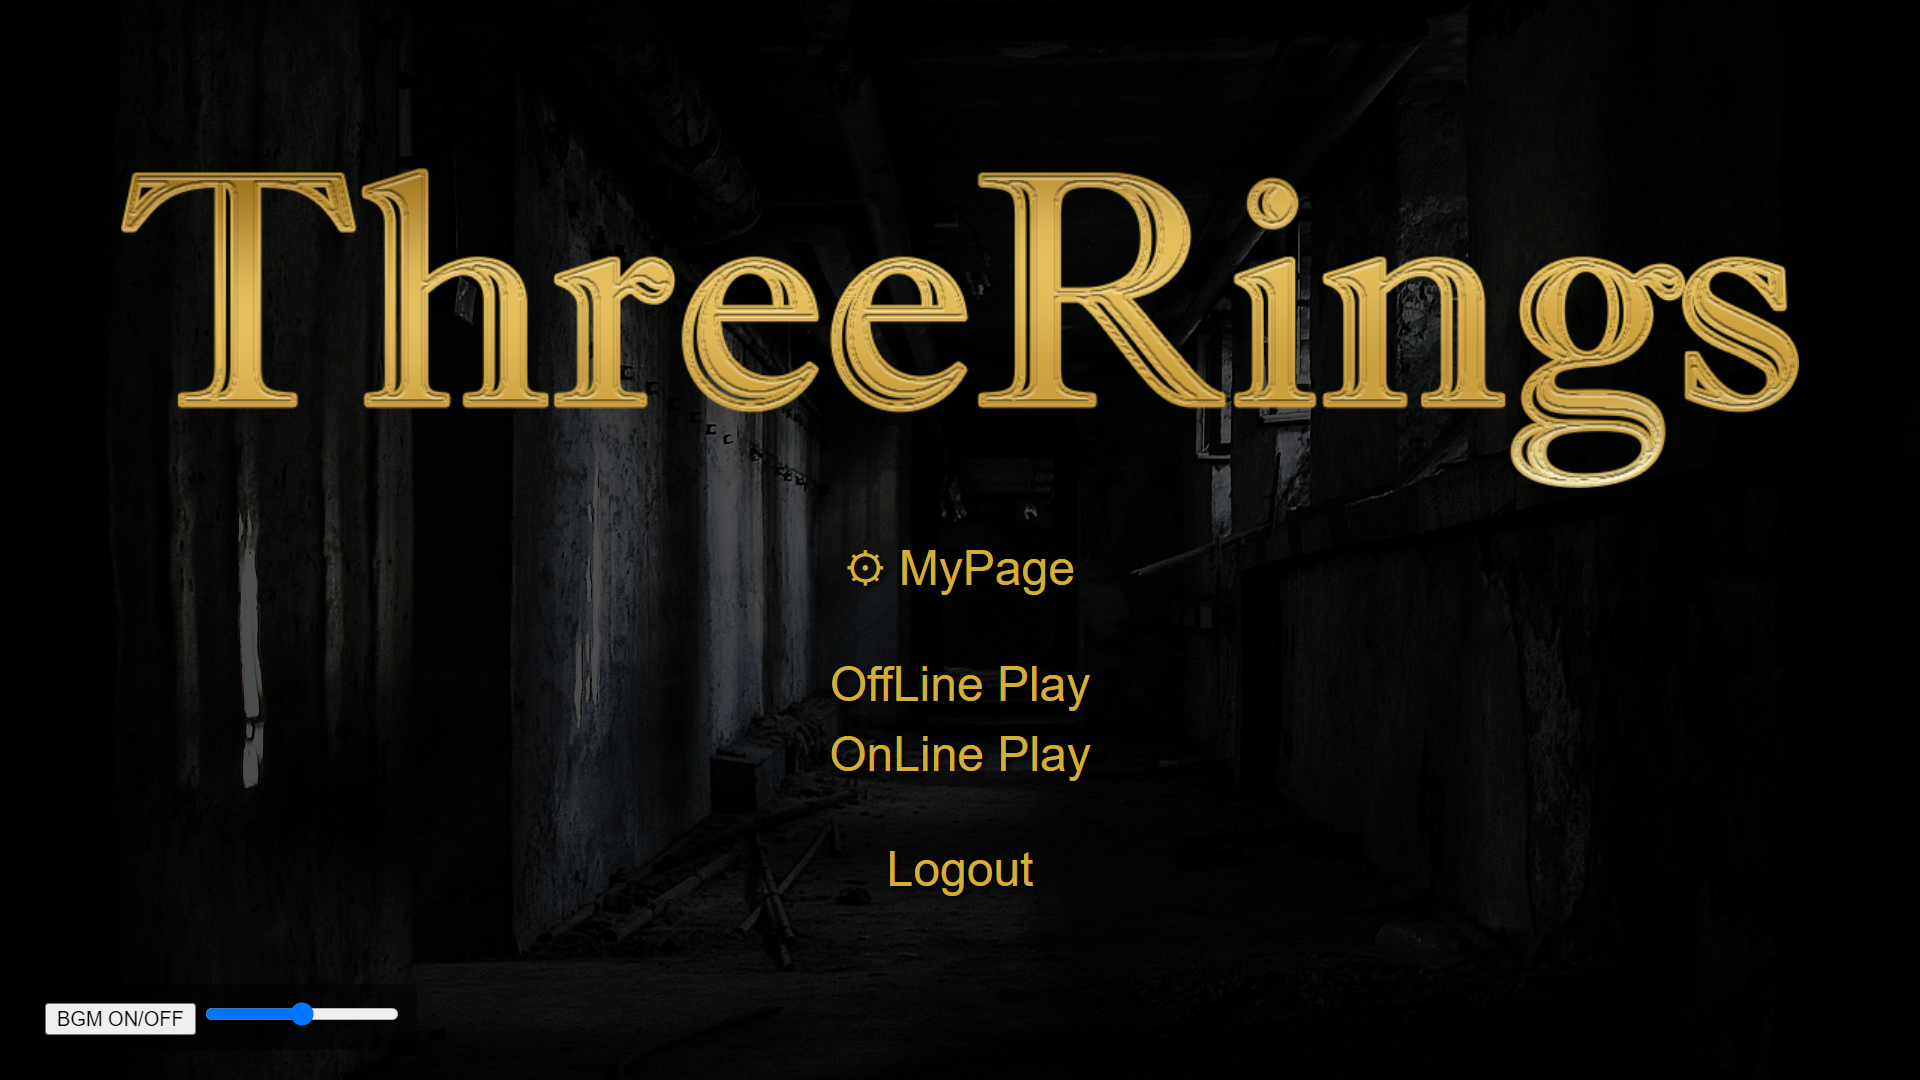 ThreeRings
⚙ MyPage
OffLine Play
OnLine Play
Logout
BGM ON/OFF